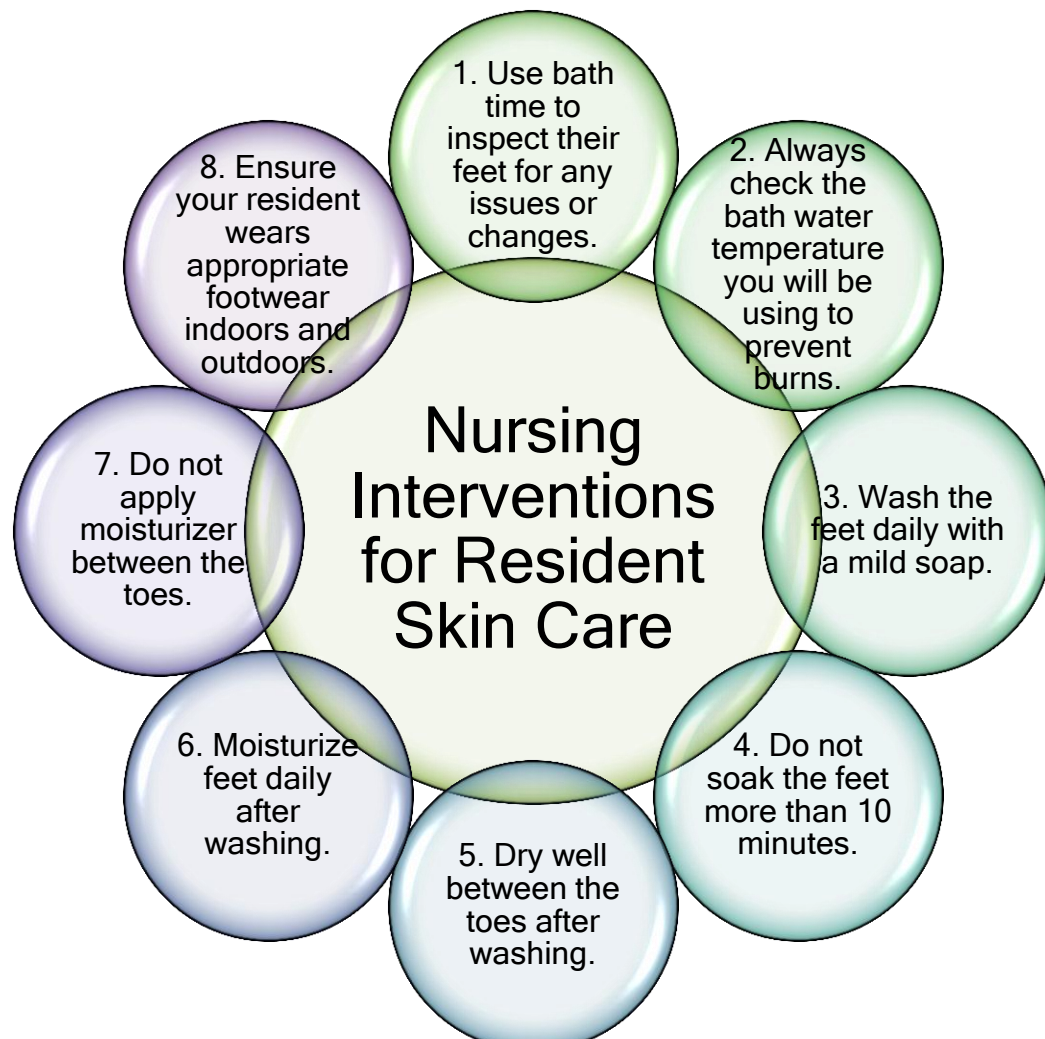 1. Use bath
time to
inspect their
feet for any
issues or
changes.
2. Always
check the
bath water
temperature
you will be
using to
prevent
burns.
3. Wash the
feet daily with
a mild soap.
4. Do not
soak the feet
more than 10
minutes.
5. Dry well
between the
toes after
washing.
6. Moisturize
feet daily
after
washing.
7. Do not
apply
moisturizer
between the
toes.
8. Ensure
your resident
wears
appropriate
footwear
indoors and
outdoors.
Nursing
Interventions
for Resident
Skin Care